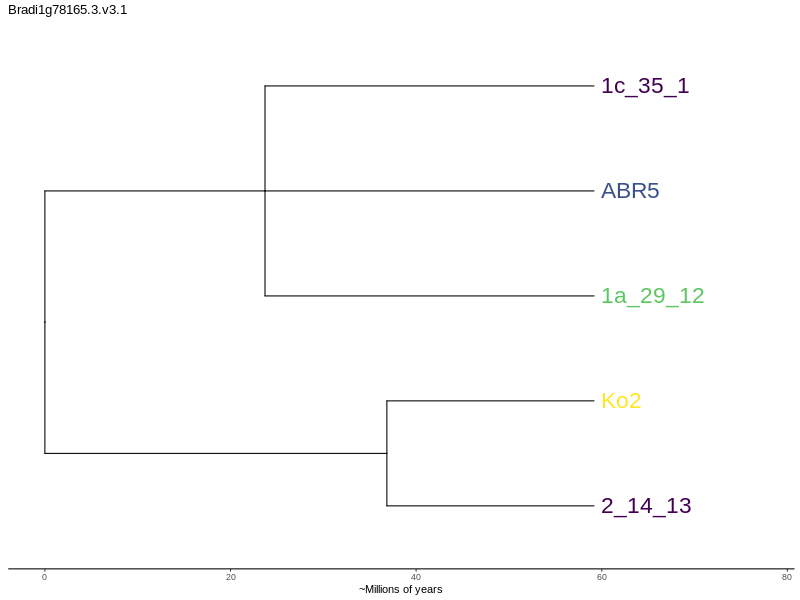 Bradi1g78165.3.v3.1
1c_35_1
ABR5
1a_29_12
Ko2
2_14_13
0 20 40 60 80
~Millions of years